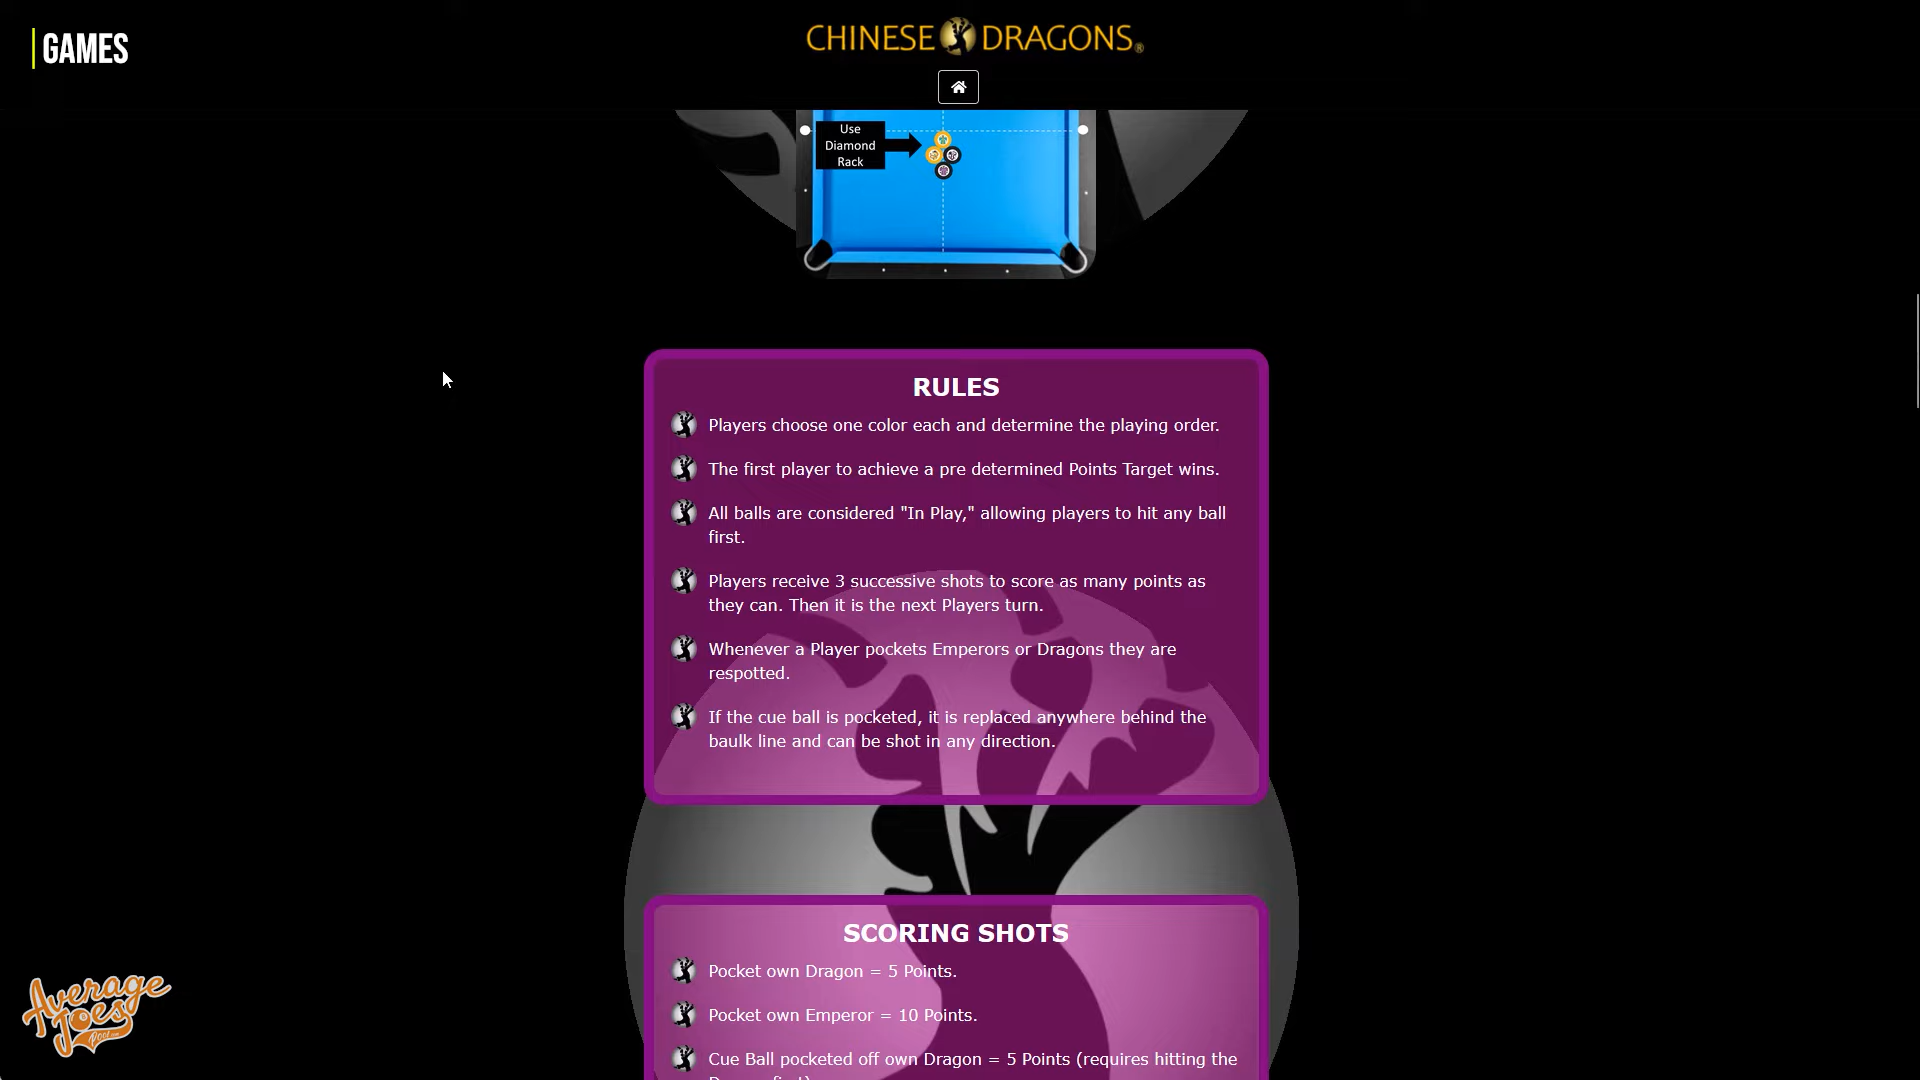 GAMES
CHINESE DRAGONS®
Use
Diamond
Rack
RULES
Players choose one color each and determine the playing order.
The first player to achieve a pre determined Points Target wins.
All balls are considered "In Play," allowing players to hit any ball
first.
Players receive 3 successive shots to score as many points as
they can. Then it is the next Players turn.
Whenever a Player pockets Emperors or Dragons they are
respotted.
If the cue ball is pocketed, it is replaced anywhere behind the
baulk line and can be shot in any direction.
SCORING SHOTS
Pocket own Dragon = 5 Points.
Pocket own Emperor = 10 Points.
Cue Ball pocketed off own Dragon = 5 Points (requires hitting the
Average
Joes